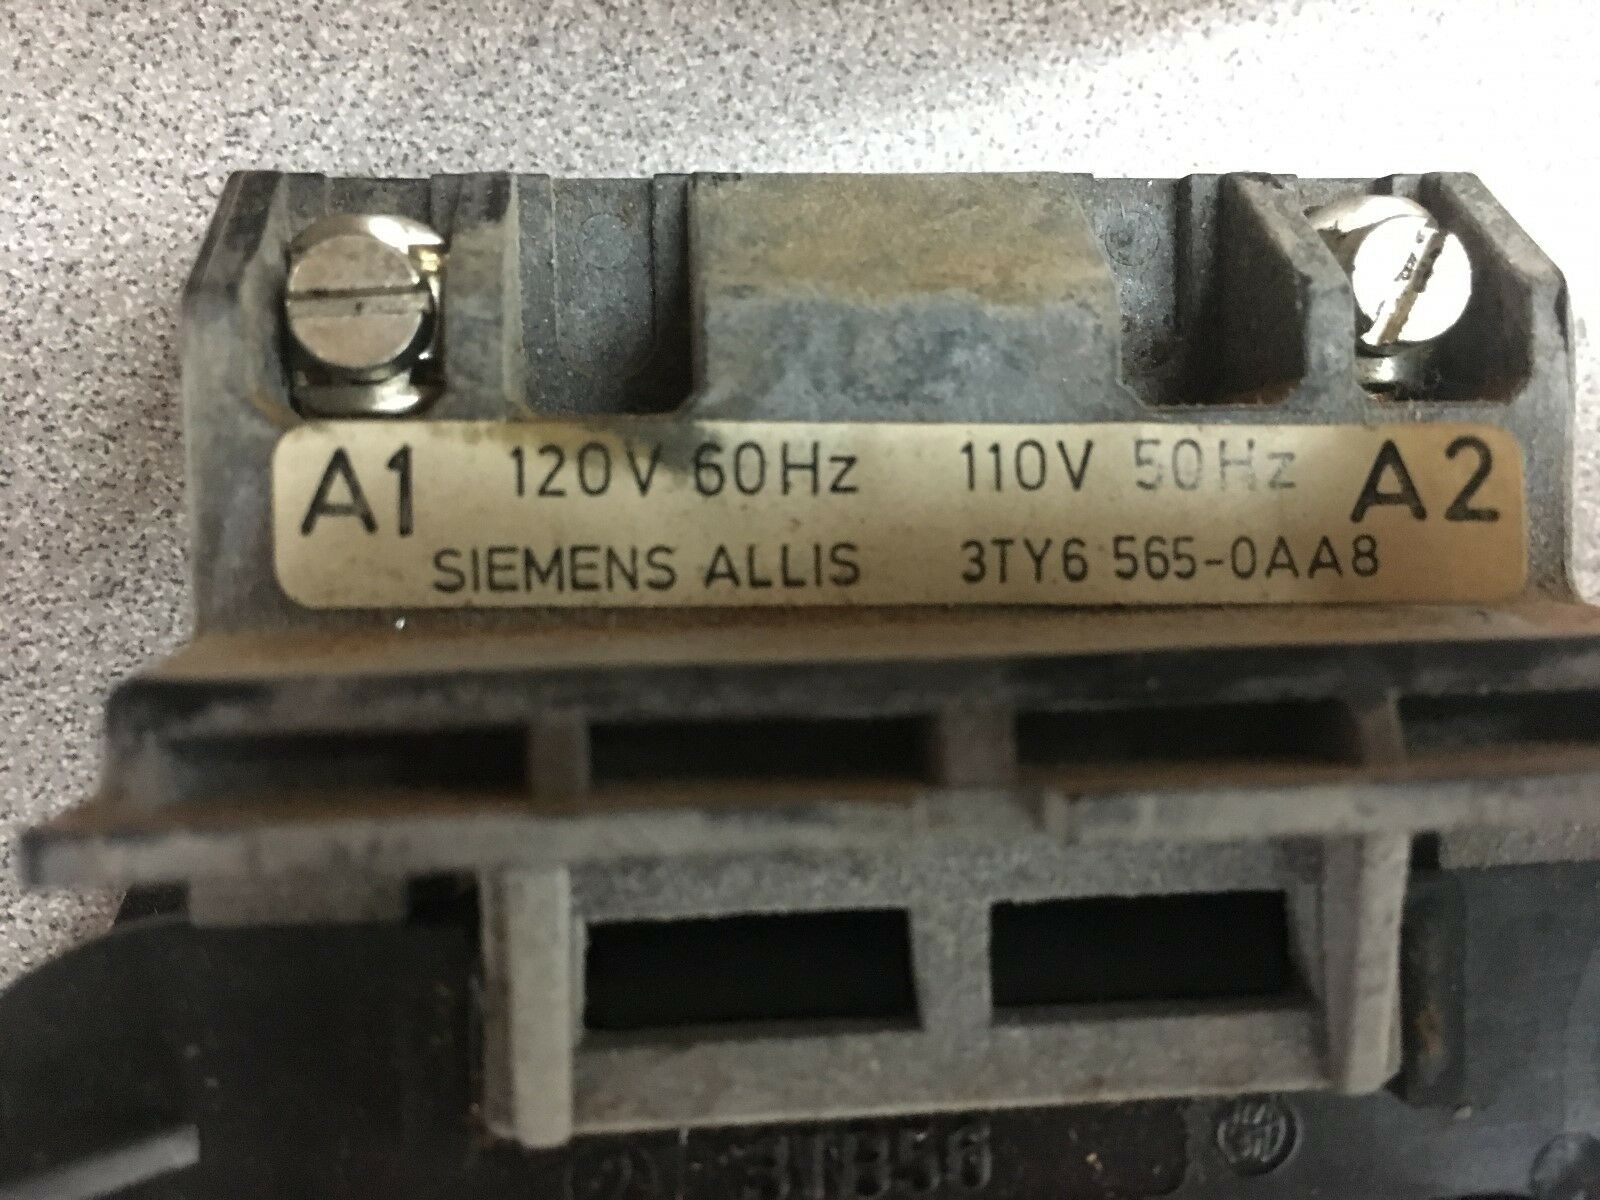 A1 120V 60Hz 110V 50Hz A2
SIEMENS ALLIS 3TY6 565-0AA8